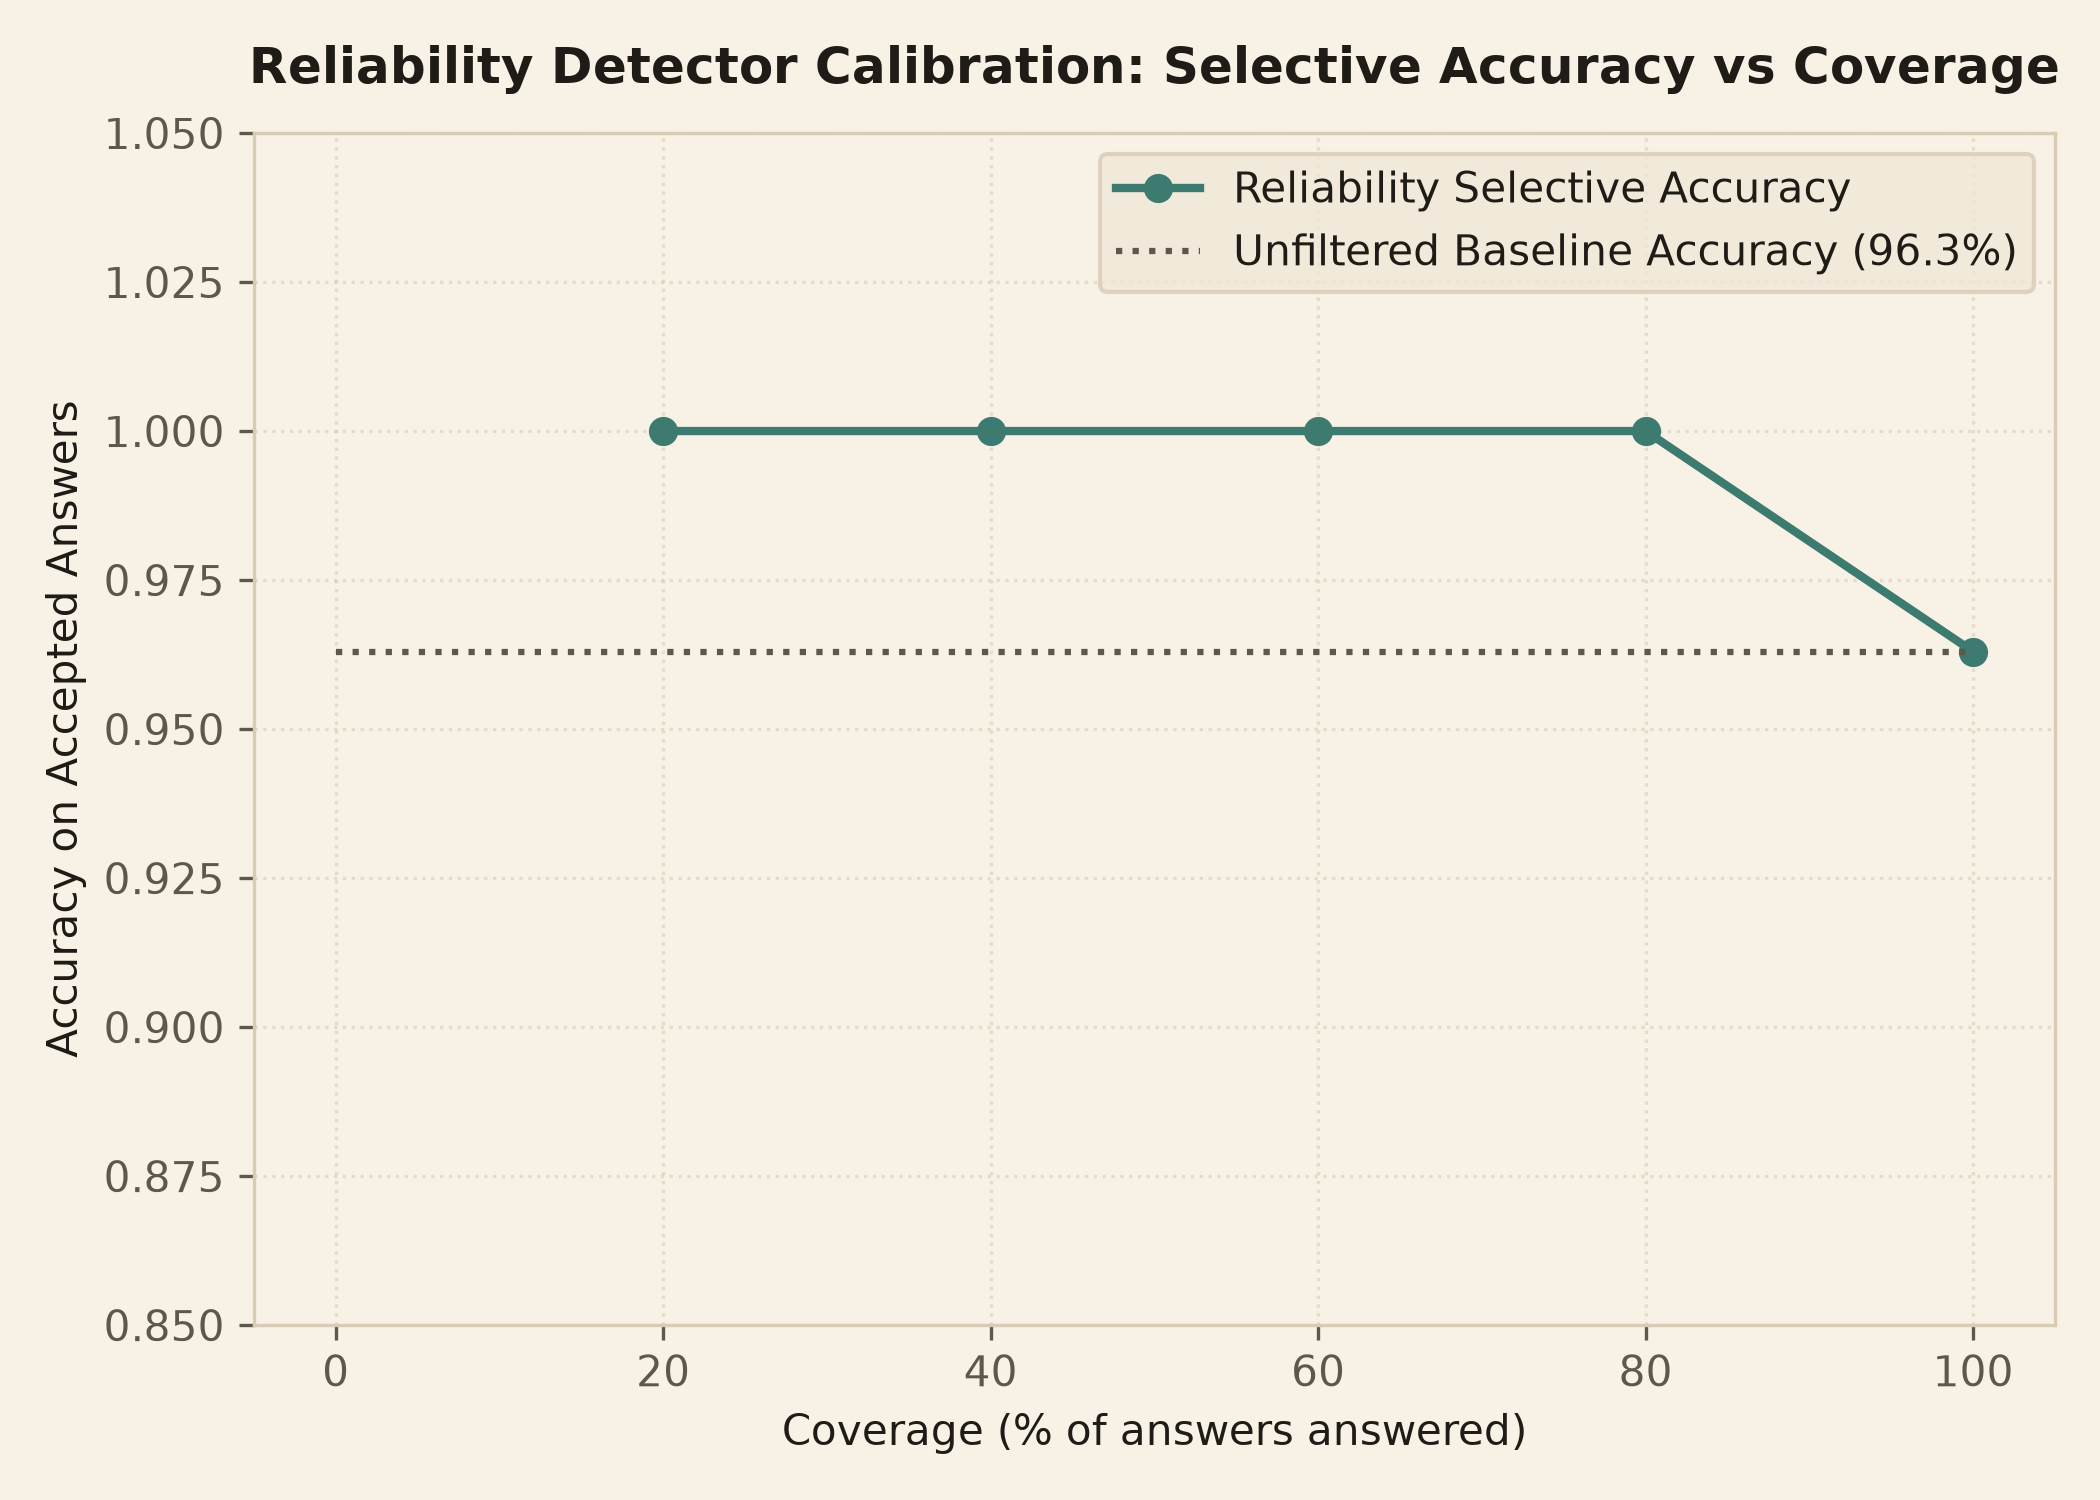 Reliability Detector Calibration: Selective Accuracy vs Coverage
Reliability Selective Accuracy
Unfiltered Baseline Accuracy (96.3%)
Accuracy on Accepted Answers
1.050
1.025
1.000
0.975
0.950
0.925
0.900
0.875
0.850
0 20 40 60 80 100
Coverage (% of answers answered)